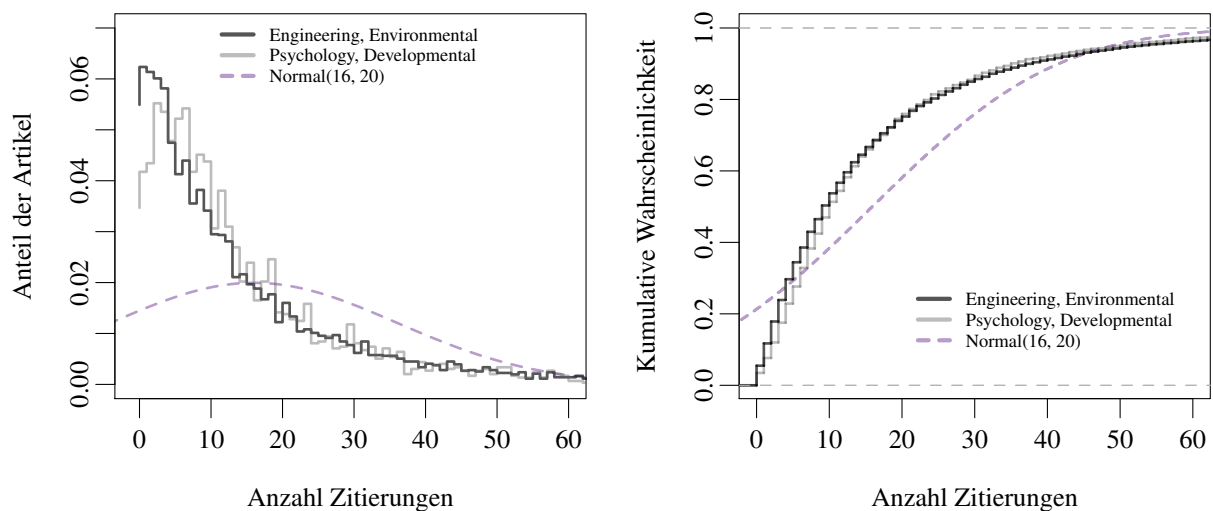 Engineering, Environmental
Psychology, Developmental
Normal(16, 20)
Anteil der Artikel
0.00
0.02
0.04
0.06
0
10
20
30
40
50
60
Anzahl Zitierungen
Kumulative Wahrscheinlichkeit
0.0
0.2
0.4
0.6
0.8
1.0
Engineering, Environmental
Psychology, Developmental
Normal(16, 20)
0
10
20
30
40
50
60
Anzahl Zitierungen